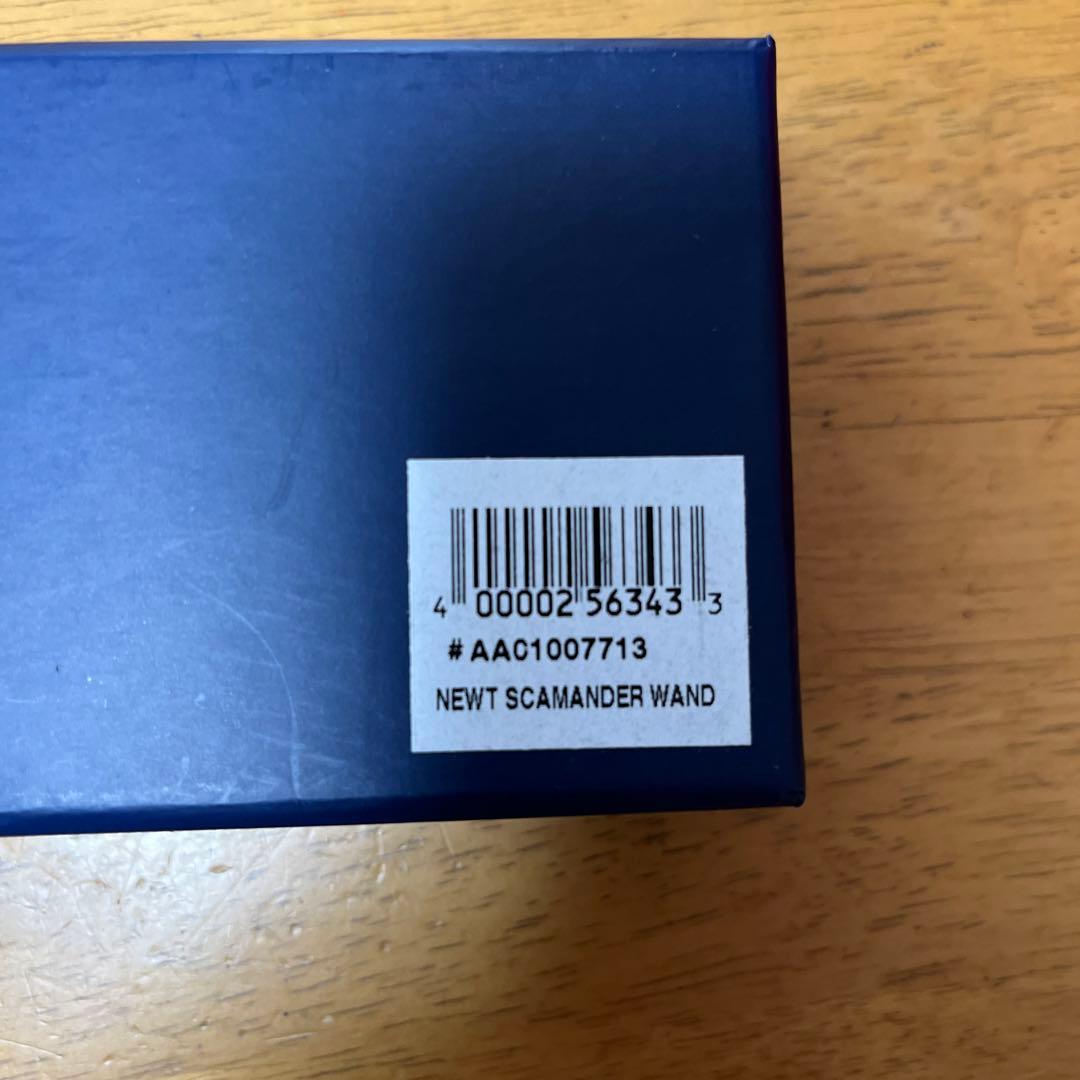 4 00002 56343 3
#AAC1007713
NEWT SCAMANDER WAND